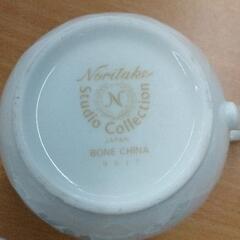 Noritake
Studio Collection
N
JAPAN
BONE CHINA